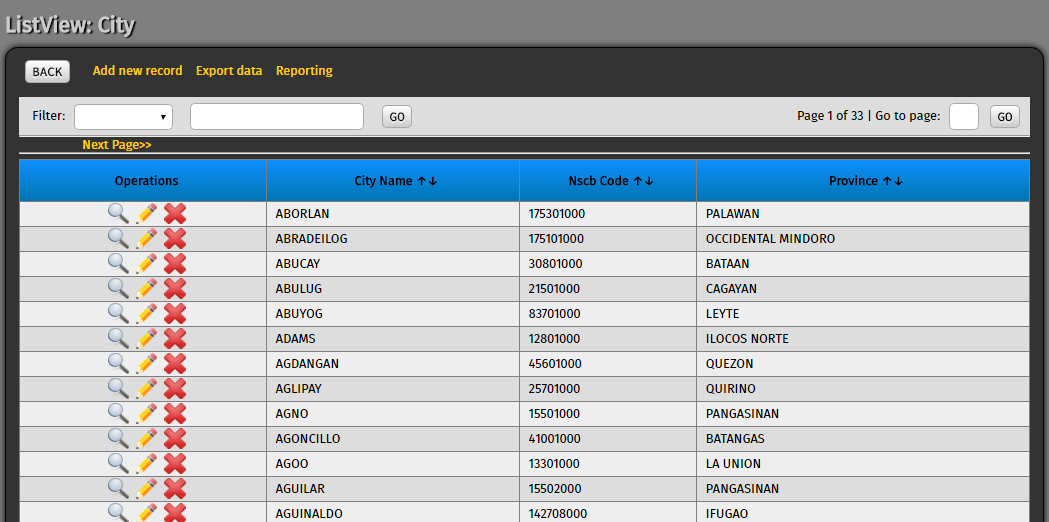 ListView: City
BACK Add new record Export data Reporting
Filter: GO Page 1 of 33 | Go to page: GO
Next Page>>
Operations City Name ↑↓ Nscb Code ↑↓ Province ↑↓
ABORLAN 175301000 PALAWAN
ABRADEILOG 175101000 OCCIDENTAL MINDORO
ABUCAY 30801000 BATAAN
ABULUG 21501000 CAGAYAN
ABUYOG 83701000 LEYTE
ADAMS 12801000 ILOCOS NORTE
AGDANGAN 45601000 QUEZON
AGLIPAY 25701000 QUIRINO
AGNO 15501000 PANGASINAN
AGONCILLO 41001000 BATANGAS
AGOO 13301000 LA UNION
AGUILAR 15502000 PANGASINAN
AGUINALDO 142708000 IFUGAO